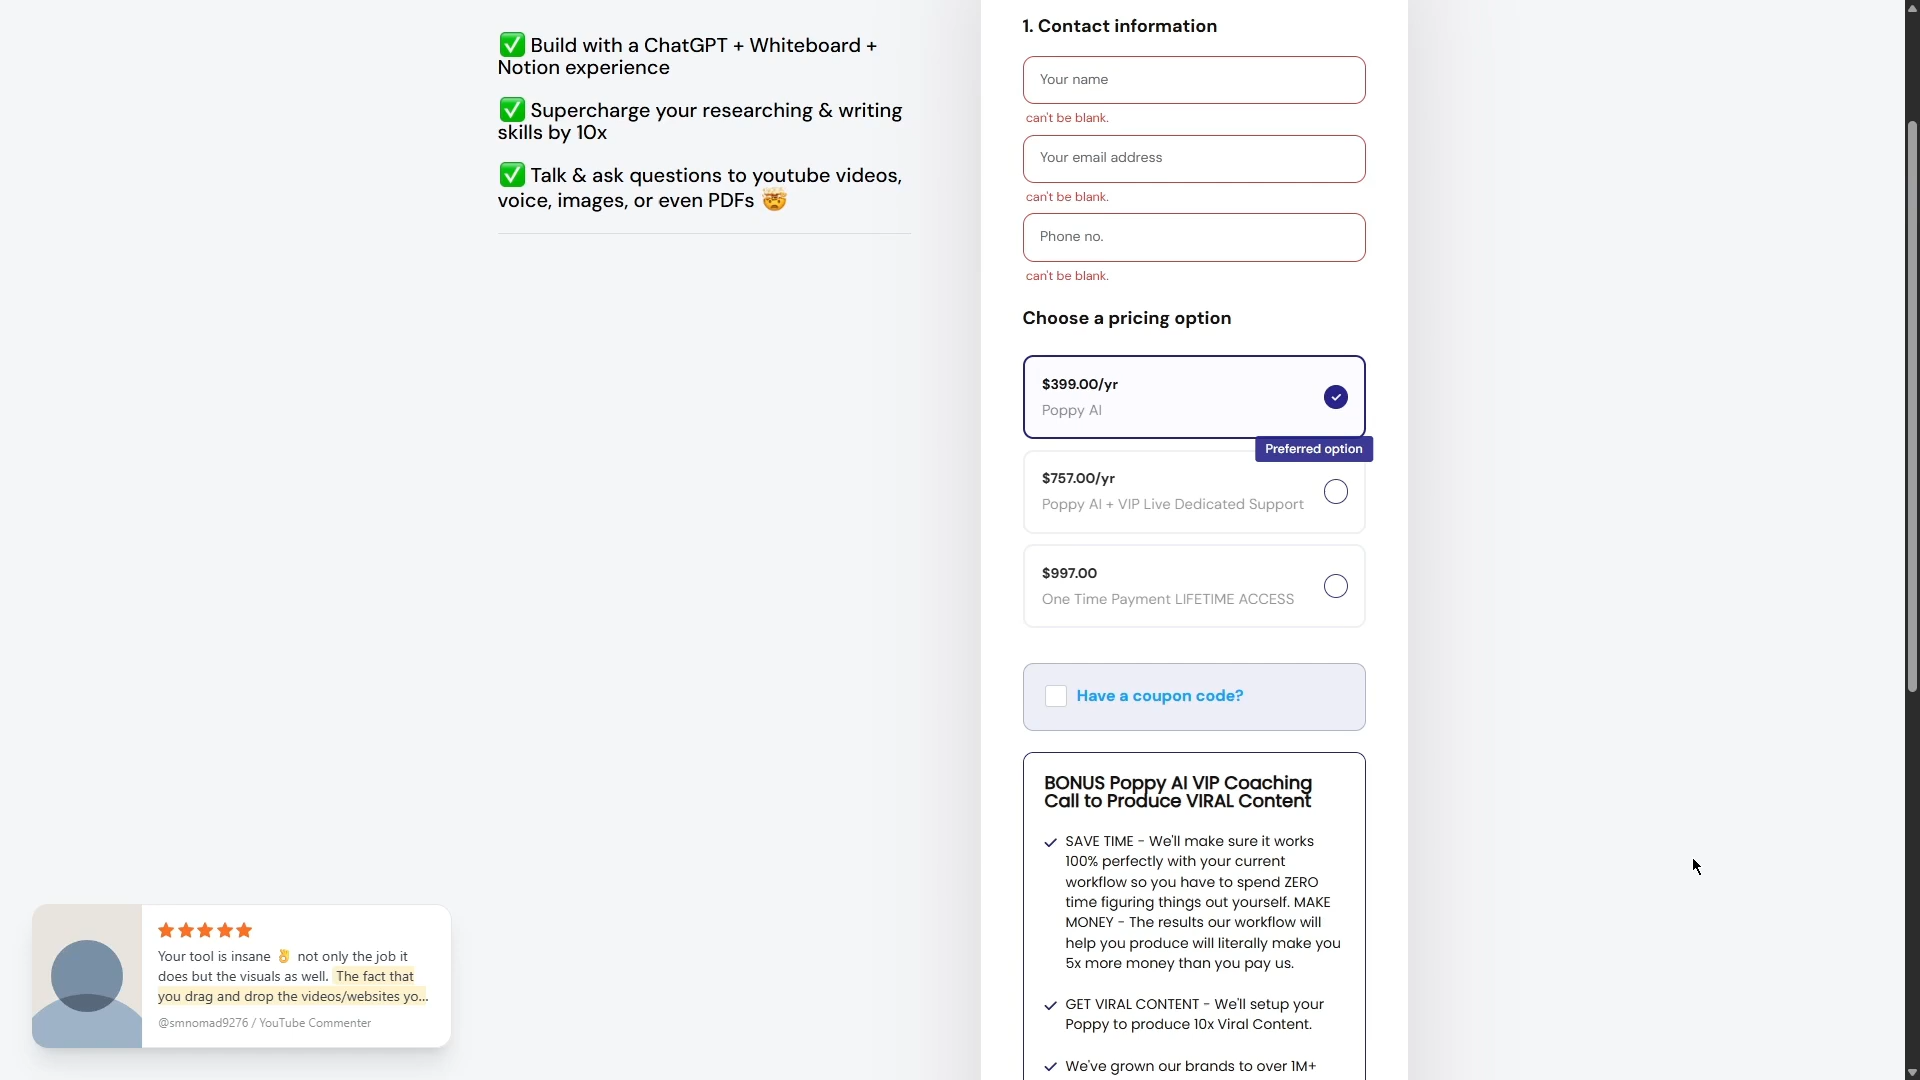 ✅ Build with a ChatGPT + Whiteboard +
Notion experience
✅ Supercharge your researching & writing
skills by 10x
✅ Talk & ask questions to youtube videos,
voice, images, or even PDFs 🤯
1. Contact information
Your name
can't be blank.
Your email address
can't be blank.
Phone no.
can't be blank.
Choose a pricing option
$399.00/yr
Poppy AI
Preferred option
$757.00/yr
Poppy AI + VIP Live Dedicated Support
$997.00
One Time Payment LIFETIME ACCESS
Have a coupon code?
BONUS Poppy AI VIP Coaching
Call to Produce VIRAL Content
SAVE TIME - We'll make sure it works
100% perfectly with your current
workflow so you have to spend ZERO
time figuring things out yourself. MAKE
MONEY - The results our workflow will
help you produce will literally make you
5x more money than you pay us.
GET VIRAL CONTENT - We'll setup your
Poppy to produce 10x Viral Content.
We've grown our brands to over 1M+
Your tool is insane 👌 not only the job it
does but the visuals as well. The fact that
you drag and drop the videos/websites yo...
@smnomad9276 / YouTube Commenter